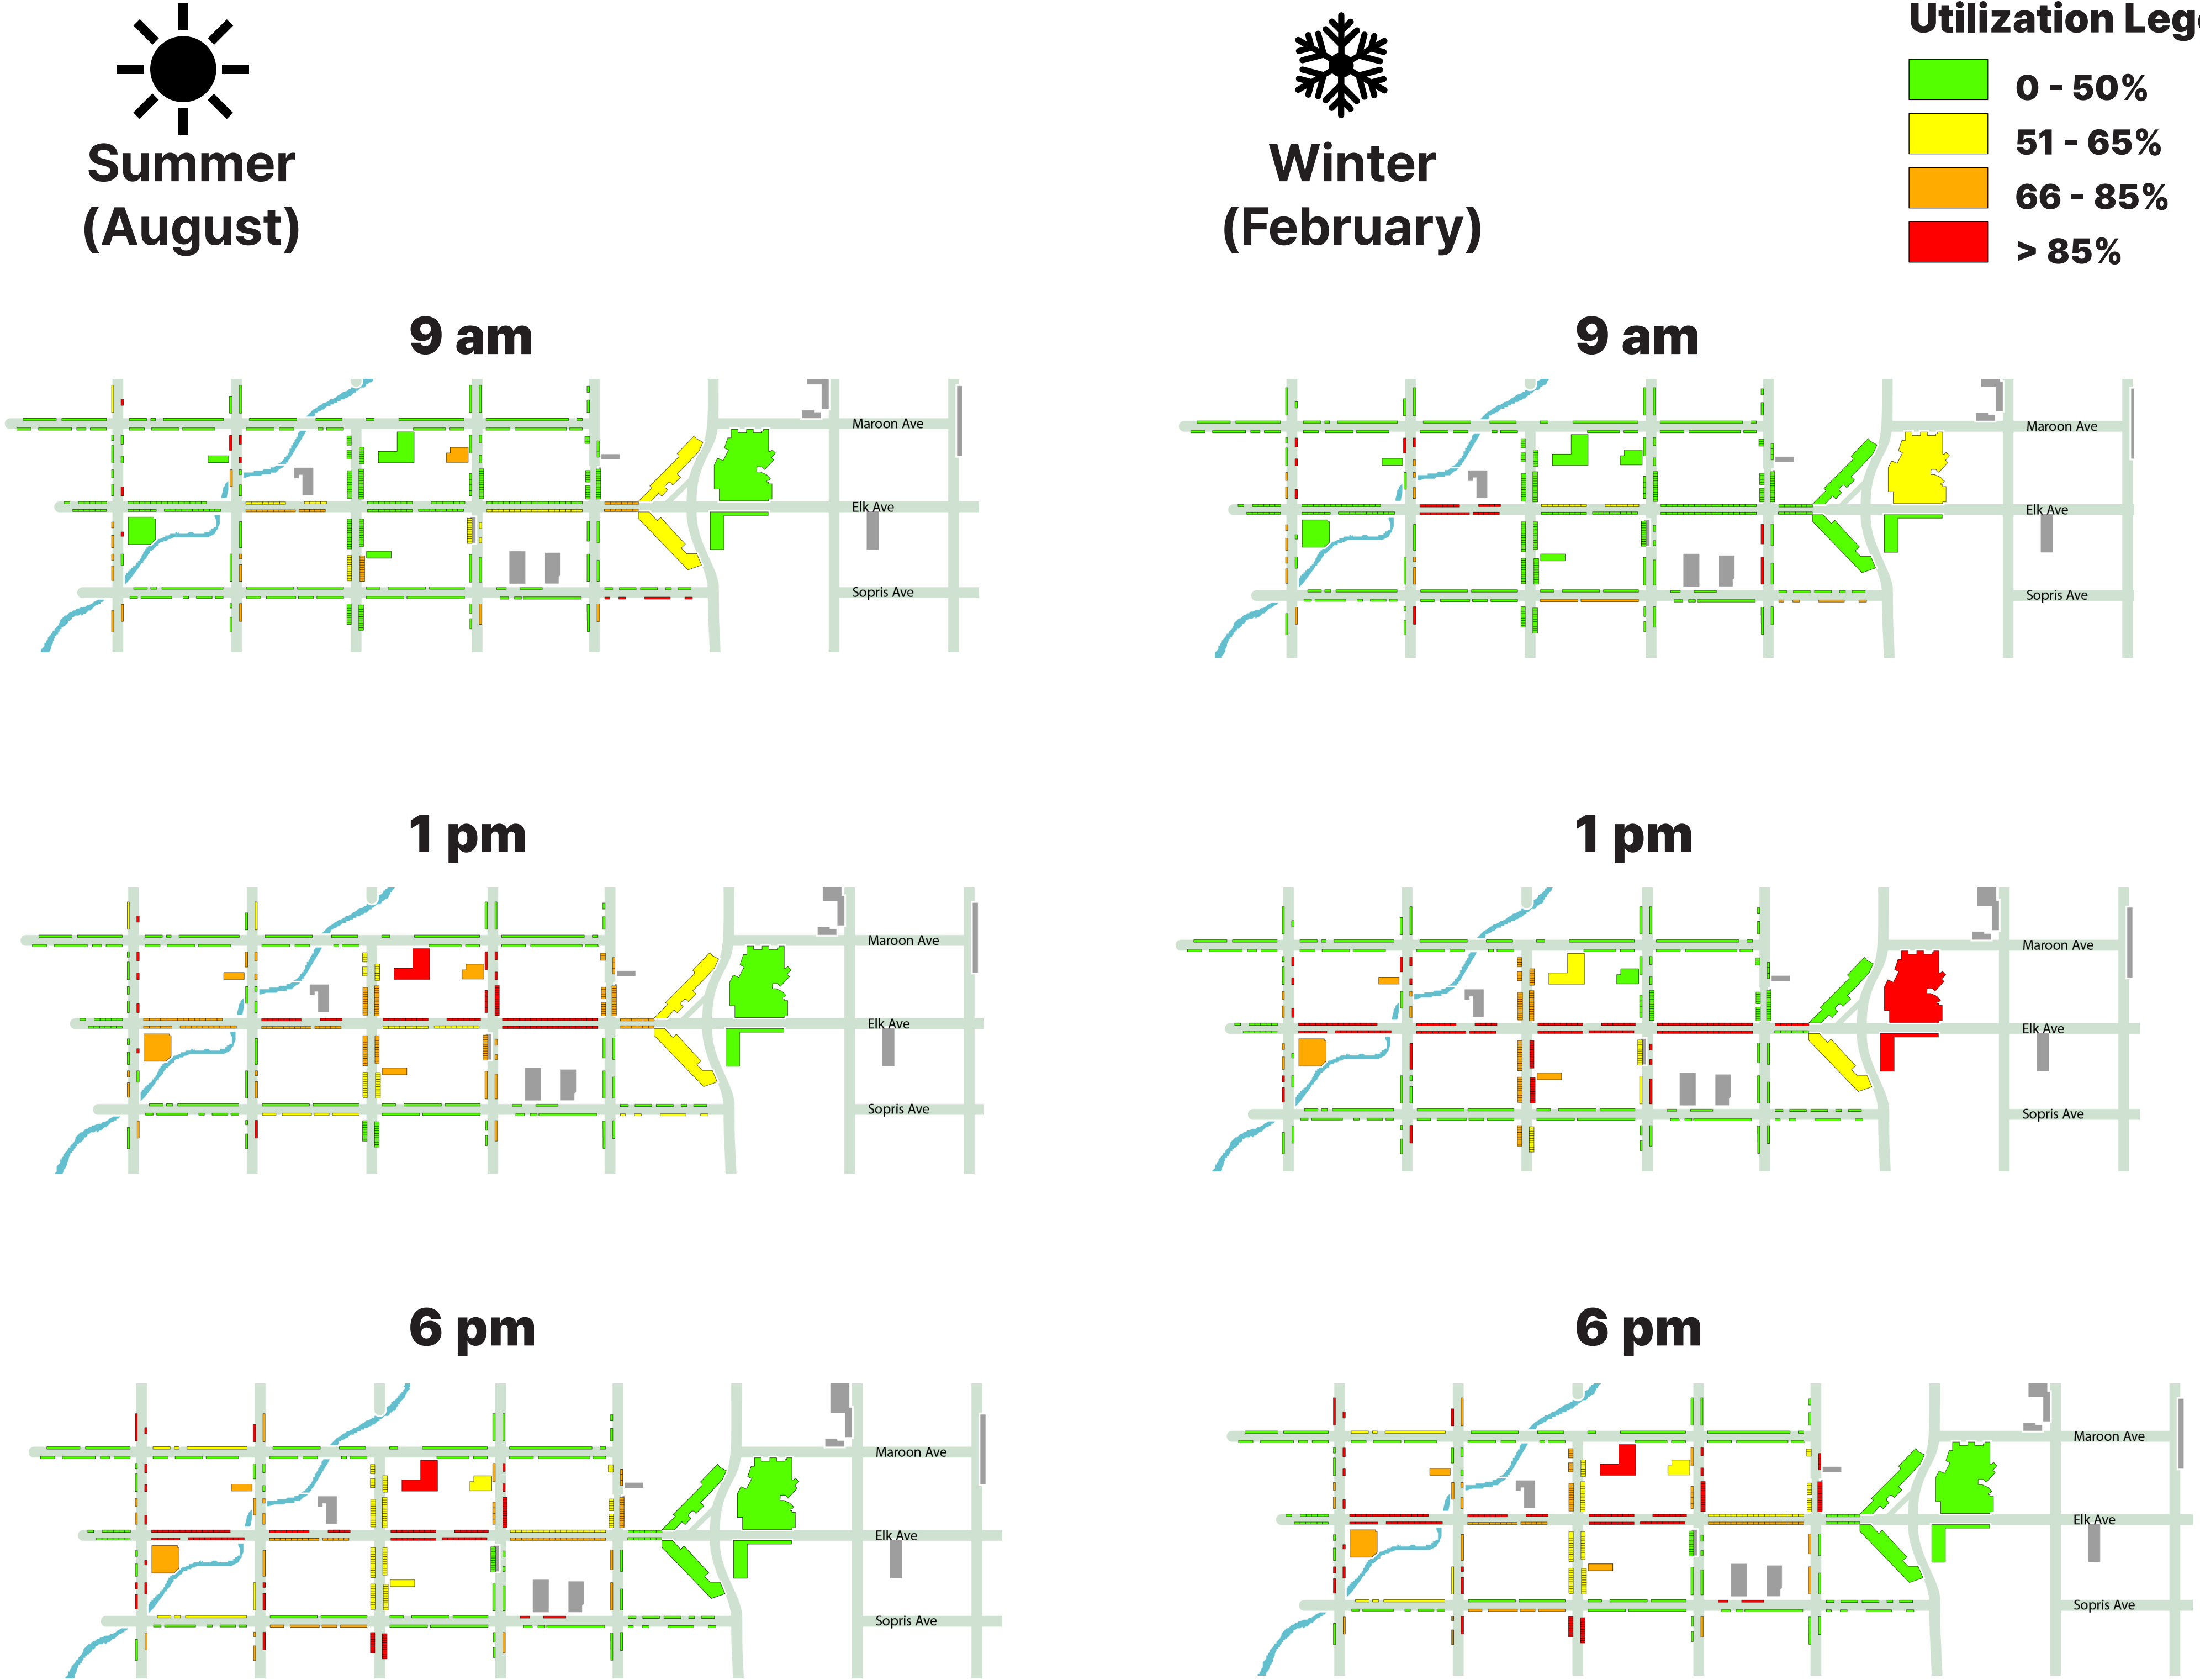 Summer
(August)
Winter
(February)
Utilization
0 - 50%
51 - 65%
66 - 85%
> 85%
9 am
9 am
Maroon Ave
Elk Ave
Sopris Ave
Maroon Ave
Elk Ave
Sopris Ave
1 pm
1 pm
Maroon Ave
Elk Ave
Sopris Ave
Maroon Ave
Elk Ave
Sopris Ave
6 pm
6 pm
Maroon Ave
Elk Ave
Sopris Ave
Maroon Ave
Elk Ave
Sopris Ave